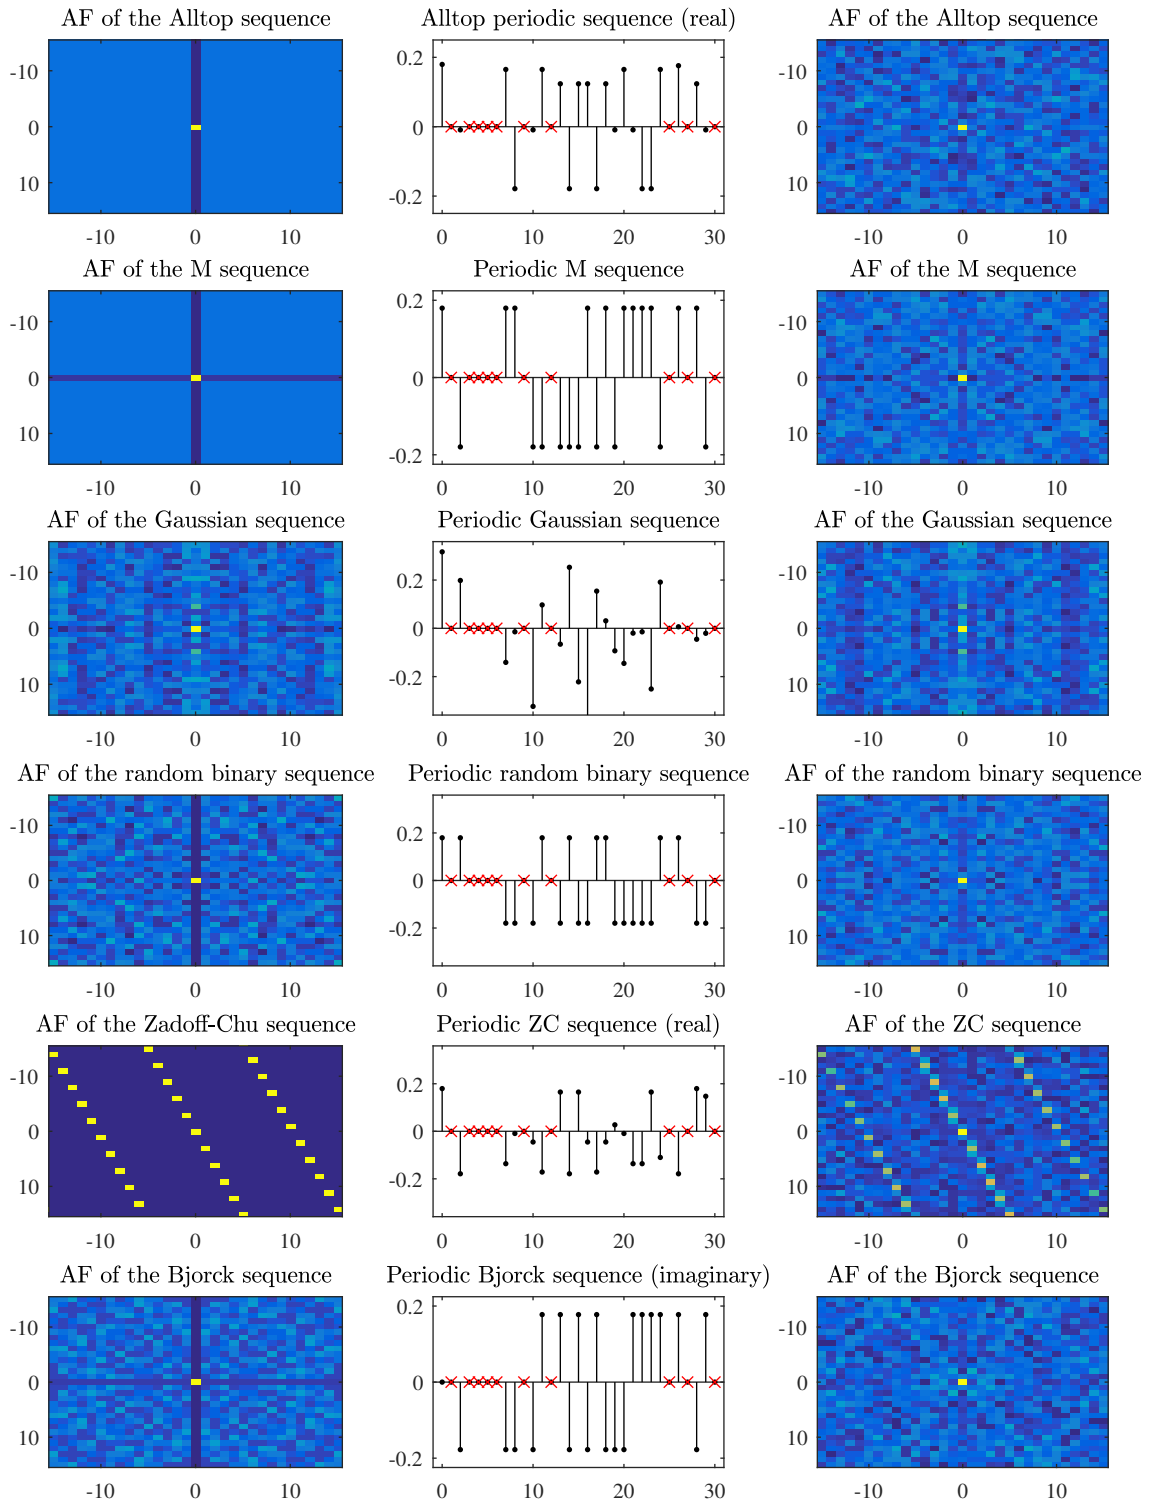 AF of the Alltop sequence
Alltop periodic sequence (real)
AF of the Alltop sequence
-10
0
10
-10 0 10
0.2
0
-0.2
0 10 20 30
-10
0
10
-10 0 10
AF of the M sequence
Periodic M sequence
AF of the M sequence
-10
0
10
-10 0 10
0.2
0
-0.2
0 10 20 30
-10
0
10
-10 0 10
AF of the Gaussian sequence
Periodic Gaussian sequence
AF of the Gaussian sequence
-10
0
10
-10 0 10
0.2
0
-0.2
0 10 20 30
-10
0
10
-10 0 10
AF of the random binary sequence
Periodic random binary sequence
AF of the random binary sequence
-10
0
10
-10 0 10
0.2
0
-0.2
0 10 20 30
-10
0
10
-10 0 10
AF of the Zadoff-Chu sequence
Periodic ZC sequence (real)
AF of the ZC sequence
-10
0
10
-10 0 10
0.2
0
-0.2
0 10 20 30
-10
0
10
-10 0 10
AF of the Bjorck sequence
Periodic Bjorck sequence (imaginary)
AF of the Bjorck sequence
-10
0
10
-10 0 10
0.2
0
-0.2
0 10 20 30
-10
0
10
-10 0 10